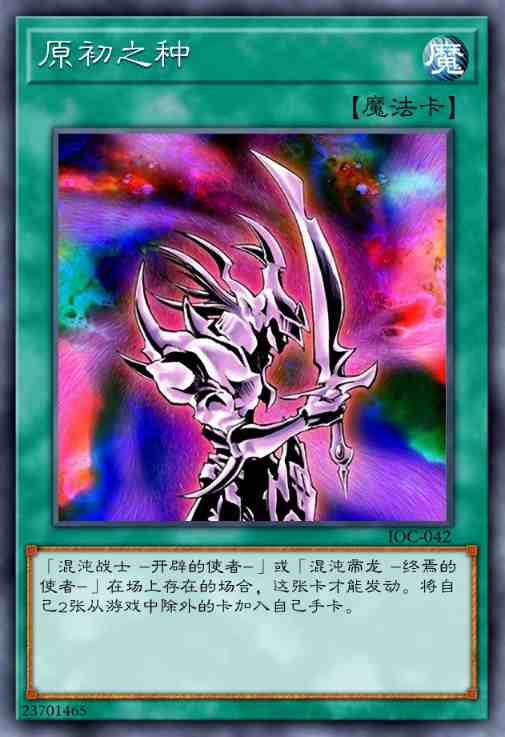 原初之种
魔
【魔法卡】
IOC-042
「混沌战士 -开辟的使者-」或「混沌帝龙 -终焉的
使者-」在场上存在的场合，这张卡才能发动。将自
己2张从游戏中除外的卡加入自己手卡。
23701465